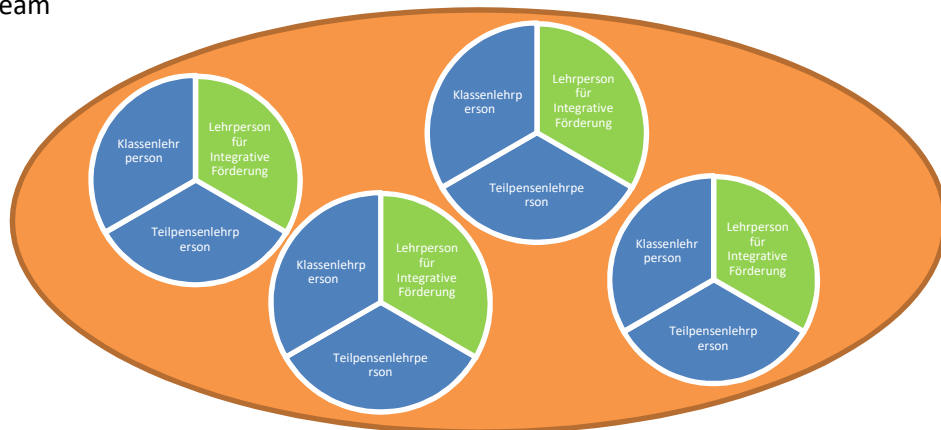 eam
Klassenlehrp
erson
Lehrperson
für
Integrative
Förderung
Teilpensenlehrpe
rson
Klassenlehr
person
Lehrperson
für
Integrative
Förderung
Teilpensenlehrp
erson
Klassenlehrp
erson
Lehrperson
für
Integrative
Förderung
Teilpensenlehrpe
rson
Klassenlehr
person
Lehrperson
für
Integrative
Förderung
Teilpensenlehrp
erson